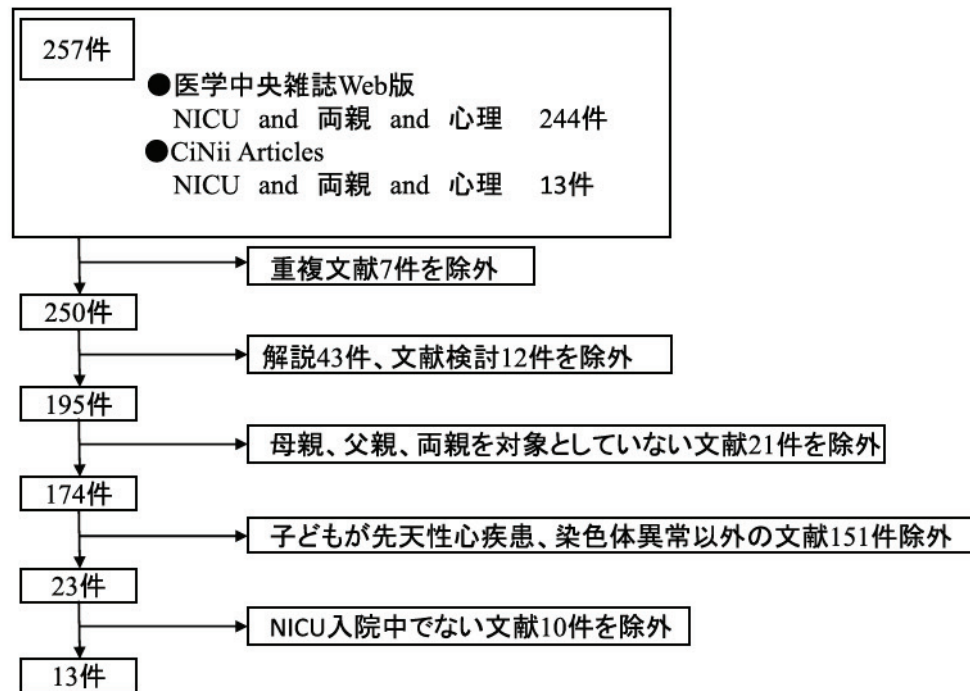 257件
●医学中央雑誌Web版
NICU and 両親 and 心理 244件
●CiNii Articles
NICU and 両親 and 心理 13件
重複文献7件を除外
250件
解説43件、文献検討12件を除外
195件
母親、父親、両親を対象としていない文献21件を除外
174件
子どもが先天性心疾患、染色体異常以外の文献151件除外
23件
NICU入院中でない文献10件を除外
13件